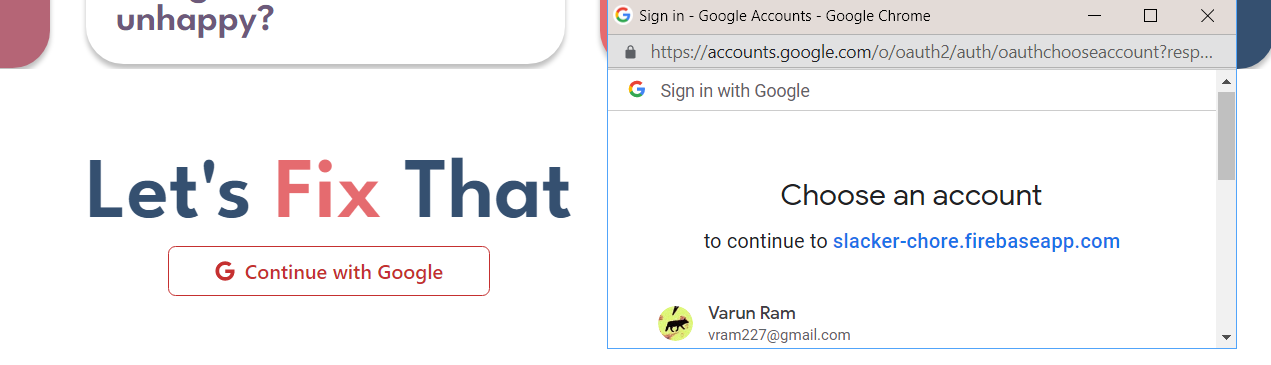 unhappy?
Let's Fix That
Continue with Google
Sign in - Google Accounts - Google Chrome
https://accounts.google.com/o/oauth2/auth/oauthchooseaccount?resp...
Sign in with Google
Choose an account
to continue to slacker-chore.firebaseapp.com
Varun Ram
vram227@gmail.com